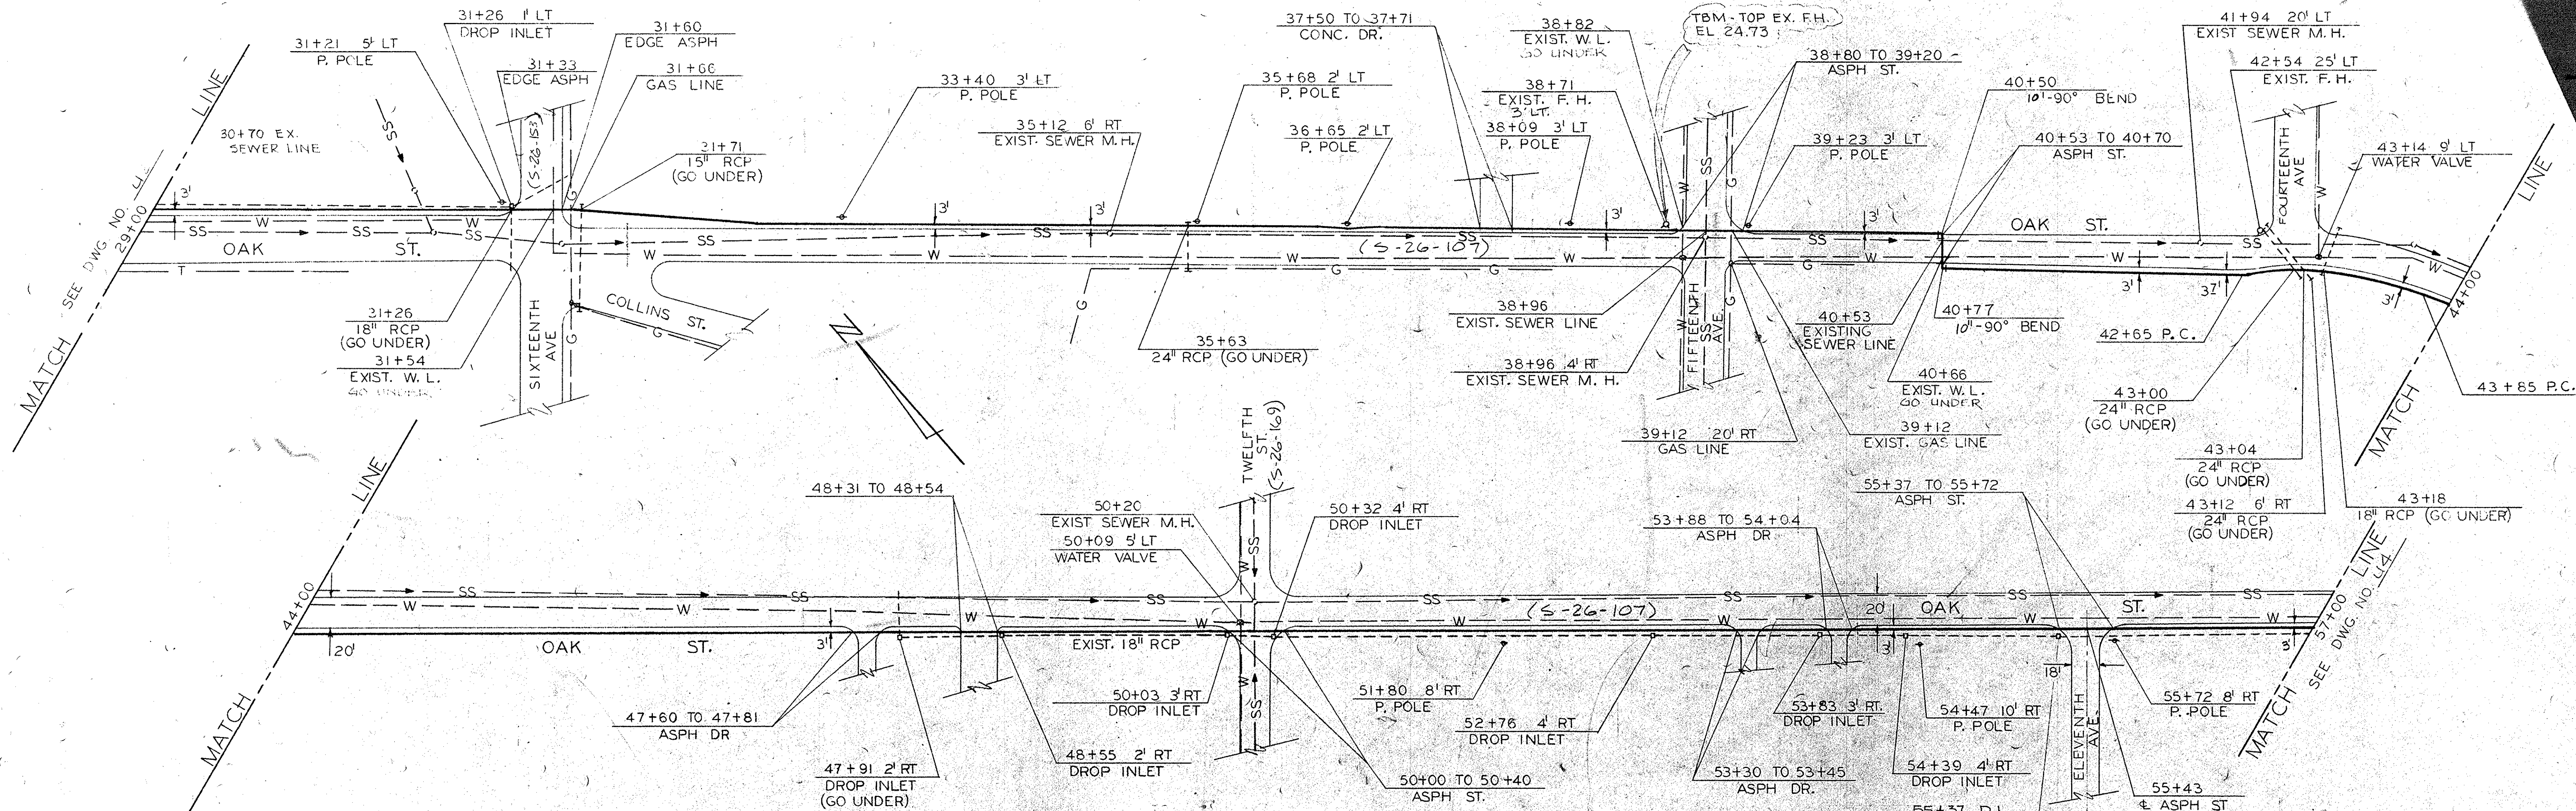 31+26 1' LT
DROP INLET
31+21 5' LT
P. POLE
31+60
EDGE ASPH
31+33
EDGE ASPH
31+66
GAS LINE
(S-26-153)
30+70 EX.
SEWER LINE
31+71
15" RCP
(GO UNDER)
33+40 3' LT
P. POLE
35+12 6' RT
EXIST. SEWER M.H.
35+68 2' LT
P. POLE
36+65 2' LT
P. POLE
37+50 TO 37+71
CONC. DR.
38+82
EXIST. W.L.
GO UNDER
38+71
EXIST. F.H.
3' LT.
38+09 3' LT
P. POLE
TBM-TOP EX. F.H.
EL 24.73
38+80 TO 39+20
ASPH ST.
39+23 3' LT
P. POLE
40+50
10"-90° BEND
40+53 TO 40+70
ASPH ST.
41+94 20' LT
EXIST SEWER M.H.
42+54 25' LT
EXIST. F.H.
FOURTEENTH
AVE
43+14 9' LT
WATER VALVE
MATCH LINE
SEE DWG NO.
29+00
OAK ST.
SS
W
G
T
3'
(S-26-107)
OAK ST.
37'
MATCH LINE
44+00
31+26
18" RCP
(GO UNDER)
31+54
EXIST. W.L.
GO UNDER
SIXTEENTH
AVE
COLLINS ST.
N
35+63
24" RCP (GO UNDER)
38+96
EXIST. SEWER LINE
38+96 4' RT
EXIST. SEWER M.H.
FIFTEENTH
AVE.
39+12 20' RT
GAS LINE
39+12
EXIST. GAS LINE
40+53
EXISTING
SEWER LINE
40+66
EXIST. W.L.
GO UNDER
40+77
10"-90° BEND
42+65 P.C.
43+00
24" RCP
(GO UNDER)
43+04
24" RCP
(GO UNDER)
43+12 6' RT
24" RCP
(GO UNDER)
43+18
18" RCP (GO UNDER)
43+85 P.C.
MATCH LINE
44+00
20'
OAK ST.
48+31 TO 48+54
50+20
EXIST SEWER M.H.
50+09 5' LT
WATER VALVE
TWELFTH
ST.
(S-26-169)
50+32 4' RT
DROP INLET
53+88 TO 54+04
ASPH DR.
55+37 TO 55+72
ASPH ST.
(S-26-107)
20'
OAK ST.
3'
EXIST. 18" RCP
47+60 TO 47+81
ASPH DR
47+91 2' RT
DROP INLET
(GO UNDER)
48+55 2' RT
DROP INLET
50+03 3' RT
DROP INLET
50+00 TO 50+40
ASPH ST.
51+80 8' RT
P. POLE
52+76 4' RT
DROP INLET
53+30 TO 53+45
ASPH DR.
53+83 3' RT.
DROP INLET
54+47 10' RT
P. POLE
54+39 4' RT
DROP INLET
18'
ELEVENTH
AVE.
55+72 8' RT
P. POLE
55+43
℄ ASPH ST
55+37 D.I.
MATCH LINE
57+00
SEE DWG NO. 44